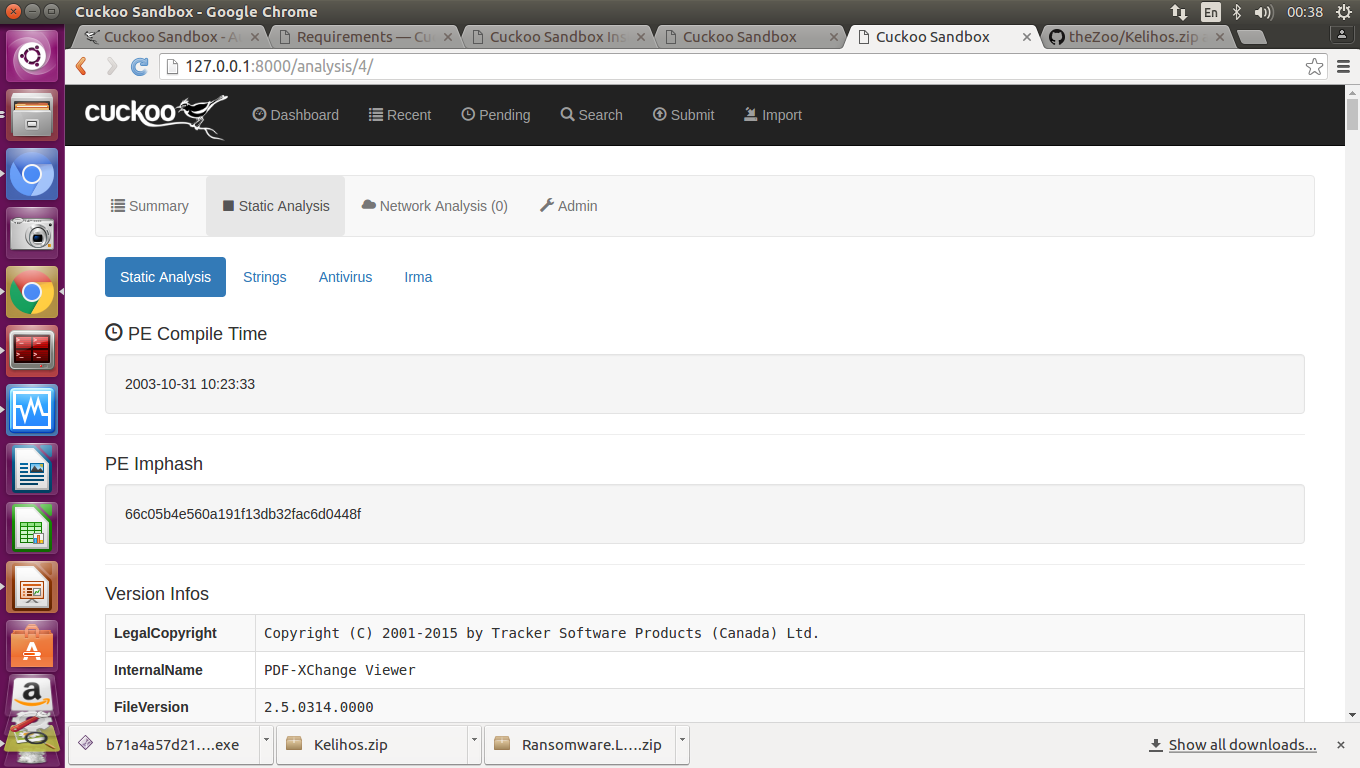 Cuckoo Sandbox - Google Chrome
En
00:38
Cuckoo Sandbox - A
Requirements — Cu
Cuckoo Sandbox Ins
Cuckoo Sandbox
Cuckoo Sandbox
theZoo/Kelihos.zip
127.0.0.1:8000/analysis/4/
cuckoo
Dashboard
Recent
Pending
Search
Submit
Import
Summary
Static Analysis
Network Analysis (0)
Admin
Static Analysis
Strings
Antivirus
Irma
PE Compile Time
2003-10-31 10:23:33
PE Imphash
66c05b4e560a191f13db32fac6d0448f
Version Infos
LegalCopyright
Copyright (C) 2001-2015 by Tracker Software Products (Canada) Ltd.
InternalName
PDF-XChange Viewer
FileVersion
2.5.0314.0000
b71a4a57d21....exe
Kelihos.zip
Ransomware.L....zip
Show all downloads...